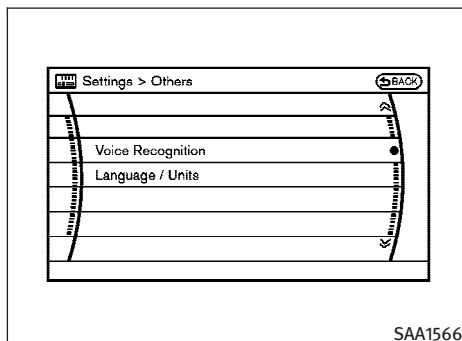 Settings > Others
BACK
Voice Recognition
Language / Units
SAA1566